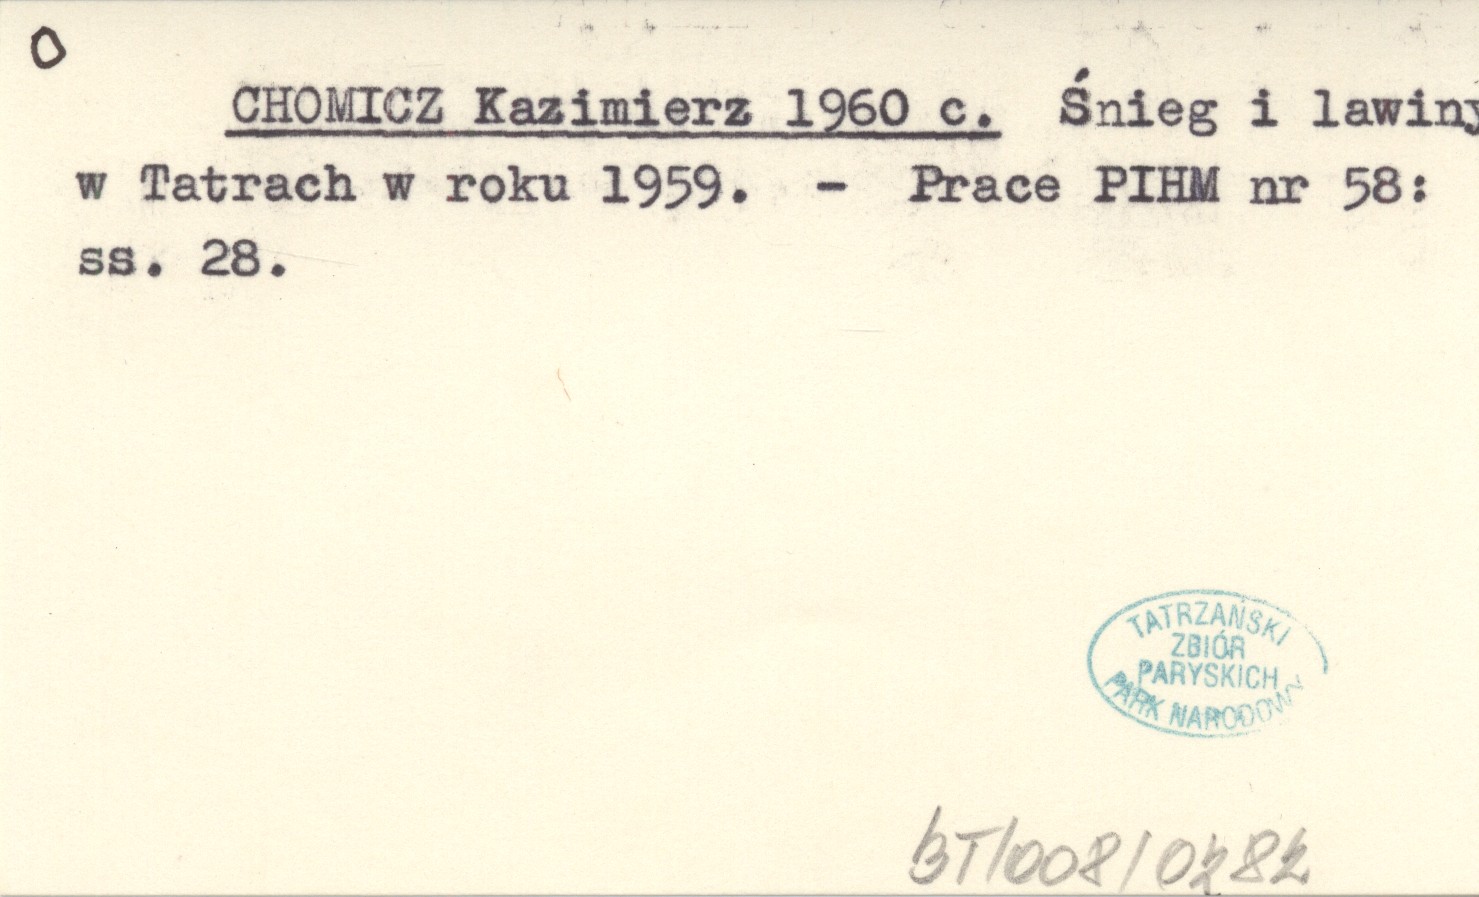 O
CHOMICZ Kazimierz 1960 c. Śnieg i lawiny
w Tatrach w roku 1959. - Prace PIHM nr 58:
ss. 28.
TATRZAŃSKI
ZBIÓR
PARYSKICH
PARK NARODOWY
BT/008/0282